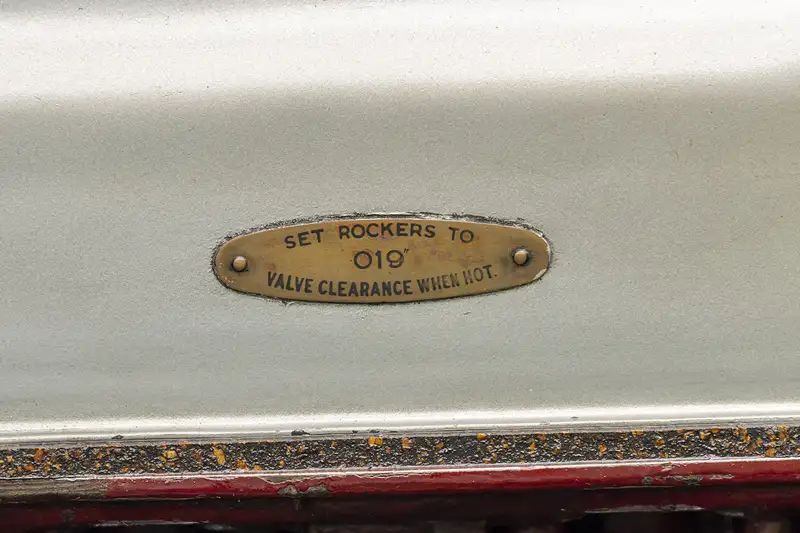 SET ROCKERS TO
019"
VALVE CLEARANCE WHEN HOT.